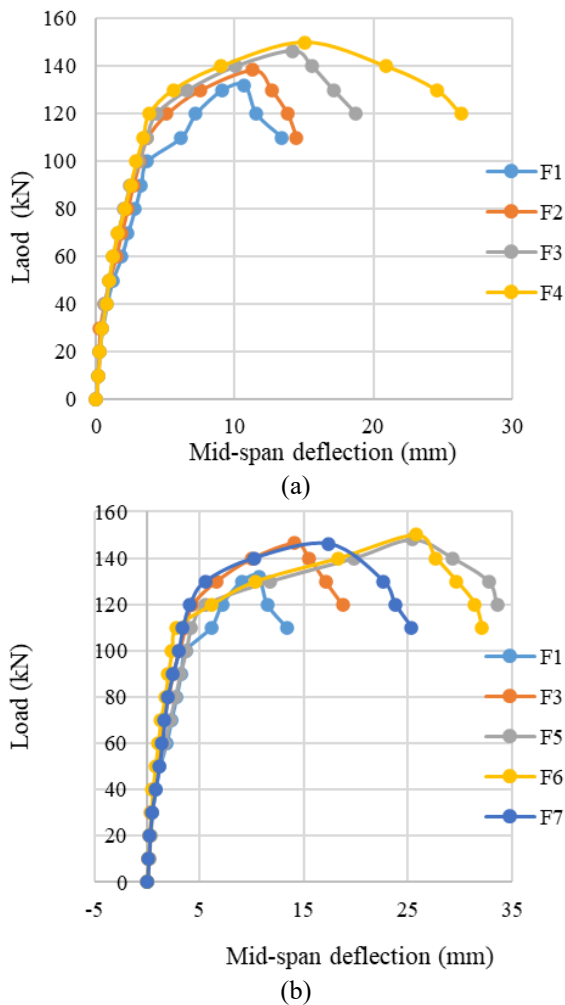 160
140
120
100
80
60
40
20
0
Laod (kN)
0 10 20 30
Mid-span deflection (mm)
F1
F2
F3
F4
(a)
160
140
120
100
80
60
40
20
0
Load (kN)
-5 5 15 25 35
Mid-span deflection (mm)
F1
F3
F5
F6
F7
(b)